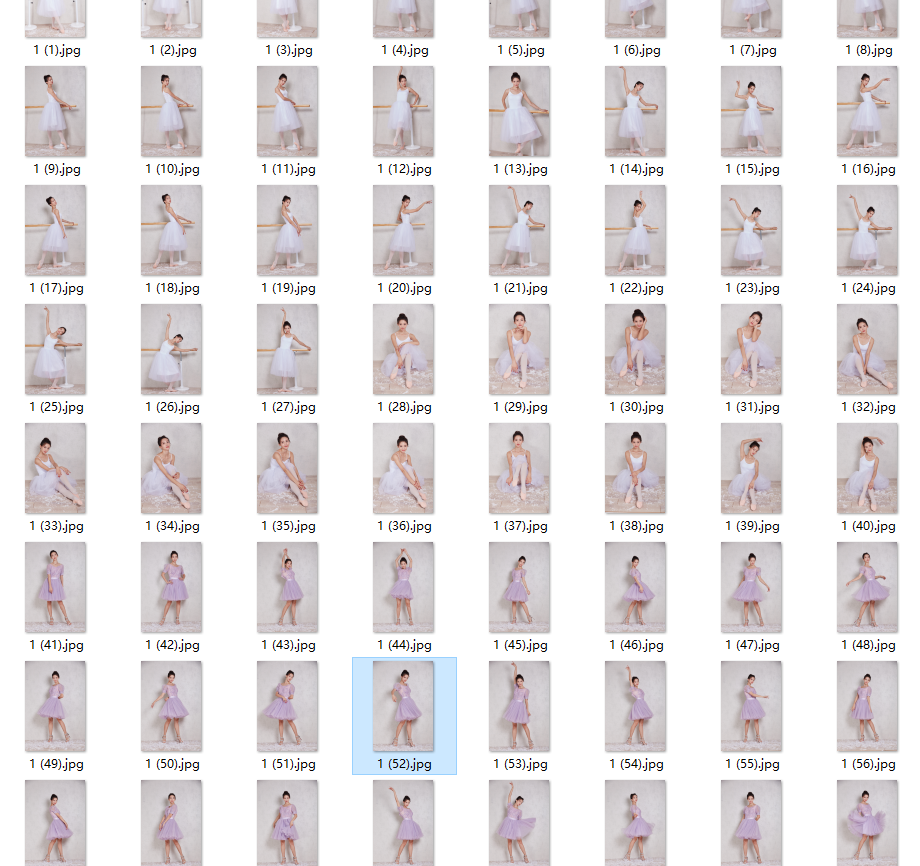 1 (1).jpg 1 (2).jpg 1 (3).jpg 1 (4).jpg 1 (5).jpg 1 (6).jpg 1 (7).jpg 1 (8).jpg
1 (9).jpg 1 (10).jpg 1 (11).jpg 1 (12).jpg 1 (13).jpg 1 (14).jpg 1 (15).jpg 1 (16).jpg
1 (17).jpg 1 (18).jpg 1 (19).jpg 1 (20).jpg 1 (21).jpg 1 (22).jpg 1 (23).jpg 1 (24).jpg
1 (25).jpg 1 (26).jpg 1 (27).jpg 1 (28).jpg 1 (29).jpg 1 (30).jpg 1 (31).jpg 1 (32).jpg
1 (33).jpg 1 (34).jpg 1 (35).jpg 1 (36).jpg 1 (37).jpg 1 (38).jpg 1 (39).jpg 1 (40).jpg
1 (41).jpg 1 (42).jpg 1 (43).jpg 1 (44).jpg 1 (45).jpg 1 (46).jpg 1 (47).jpg 1 (48).jpg
1 (49).jpg 1 (50).jpg 1 (51).jpg 1 (52).jpg 1 (53).jpg 1 (54).jpg 1 (55).jpg 1 (56).jpg